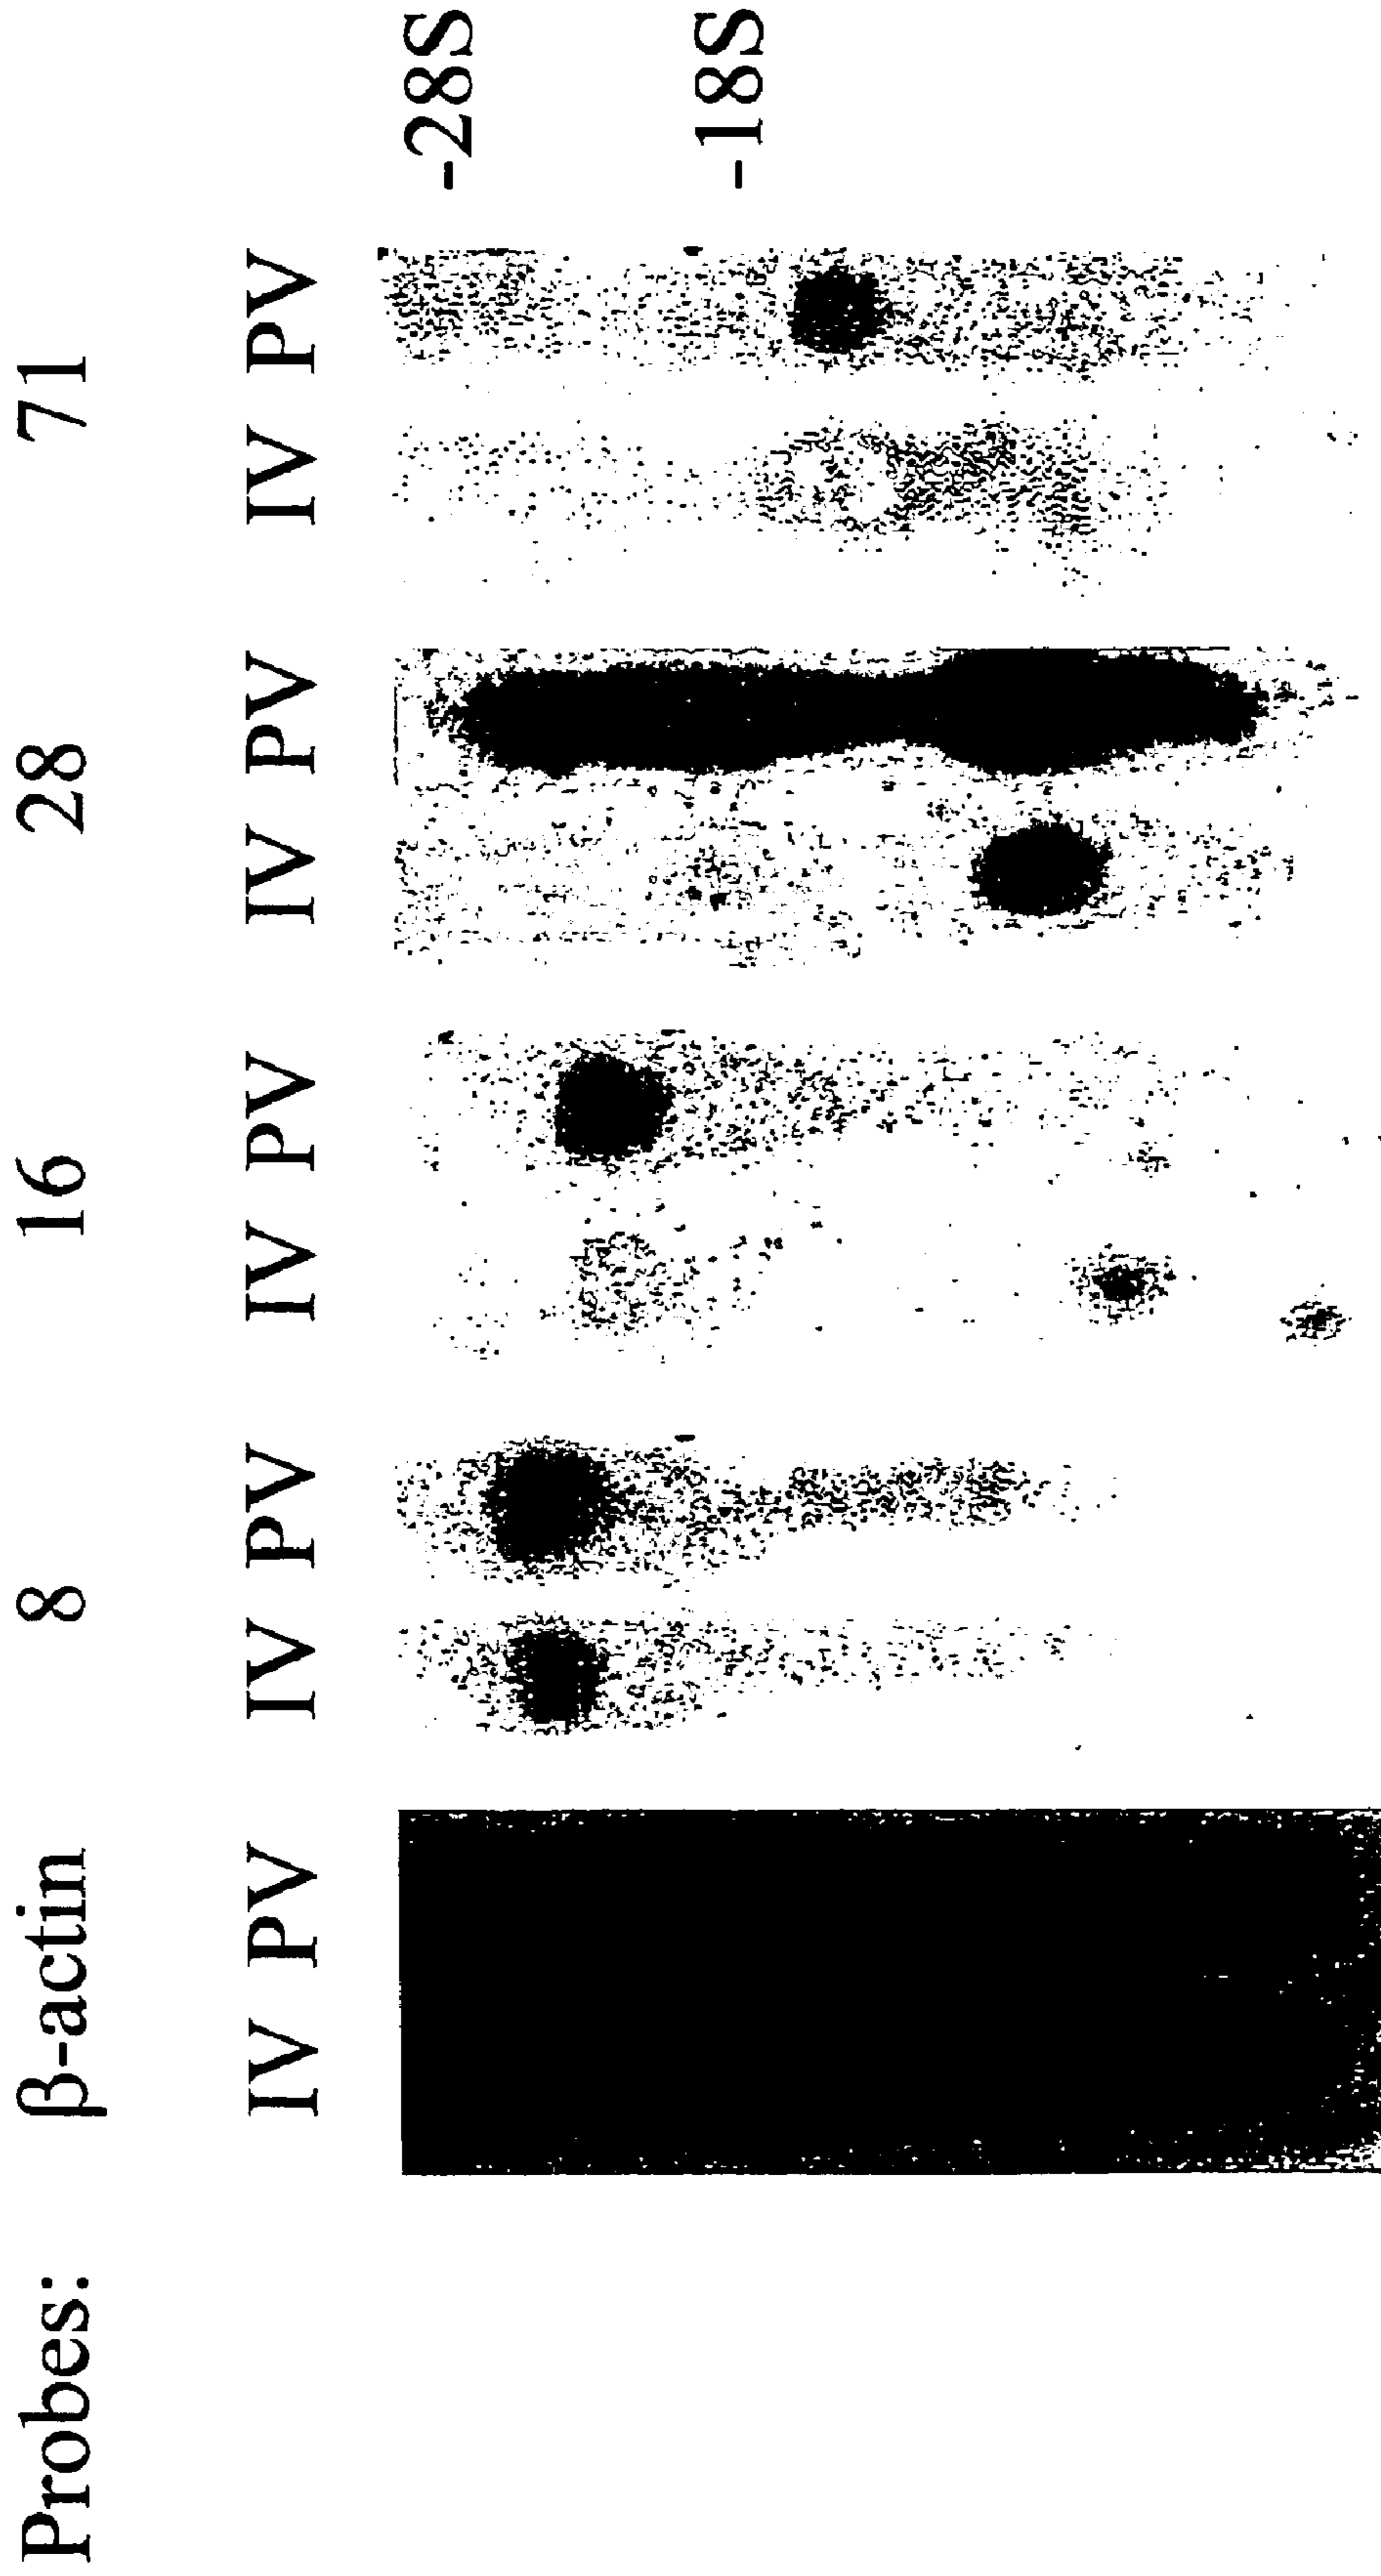 Probes: β-actin 8 16 28 71
IV PV IV PV IV PV IV PV IV PV
-28S
-18S